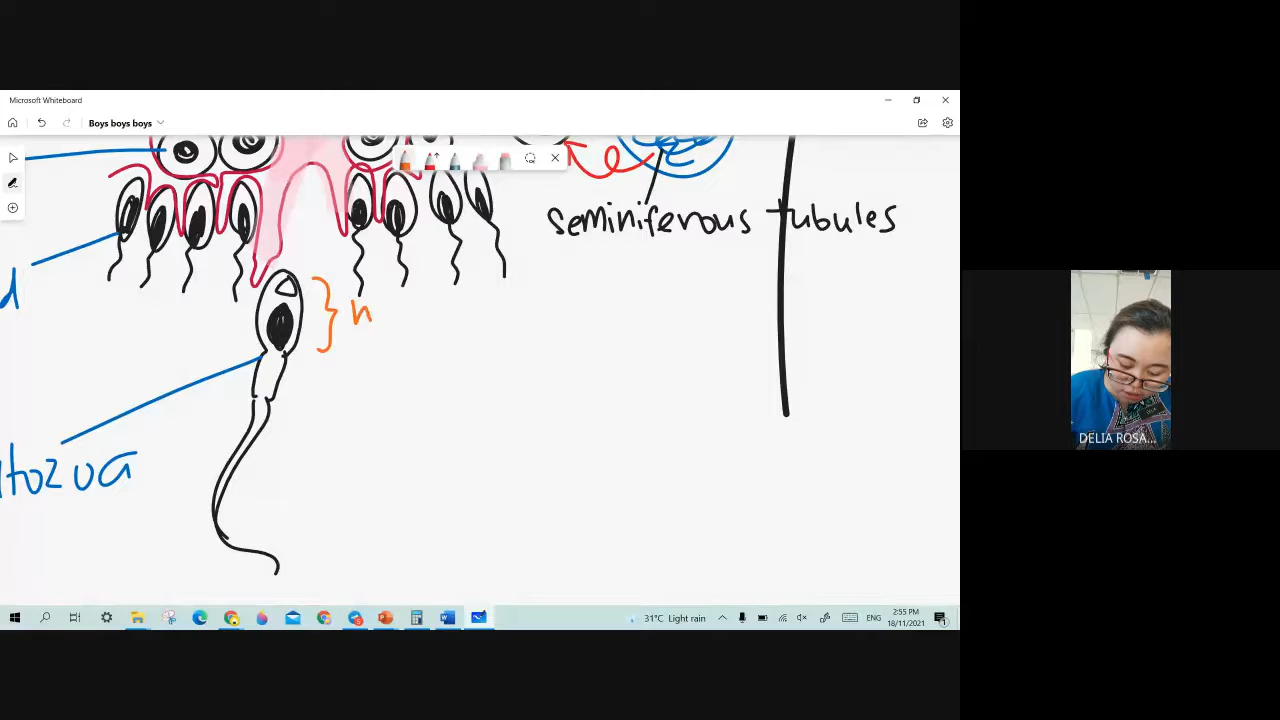 Microsoft Whiteboard
Boys boys boys
seminiferous tubules
d
h
tozoa
DELIA ROSA...
31°C Light rain
ENG
2:55 PM
18/11/2021